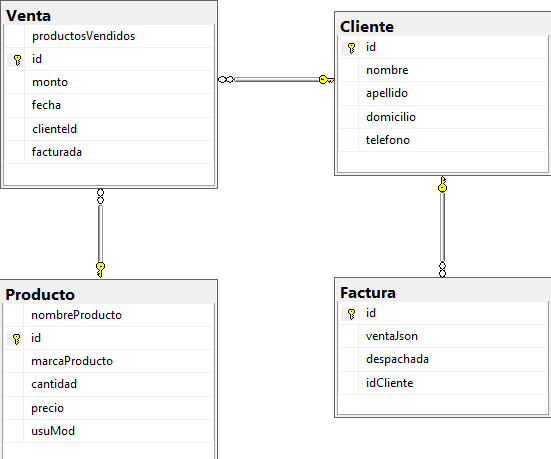 Venta
productosVendidos
id
monto
fecha
clienteId
facturada
Cliente
id
nombre
apellido
domicilio
telefono
Producto
nombreProducto
id
marcaProducto
cantidad
precio
usuMod
Factura
id
ventaJson
despachada
idCliente